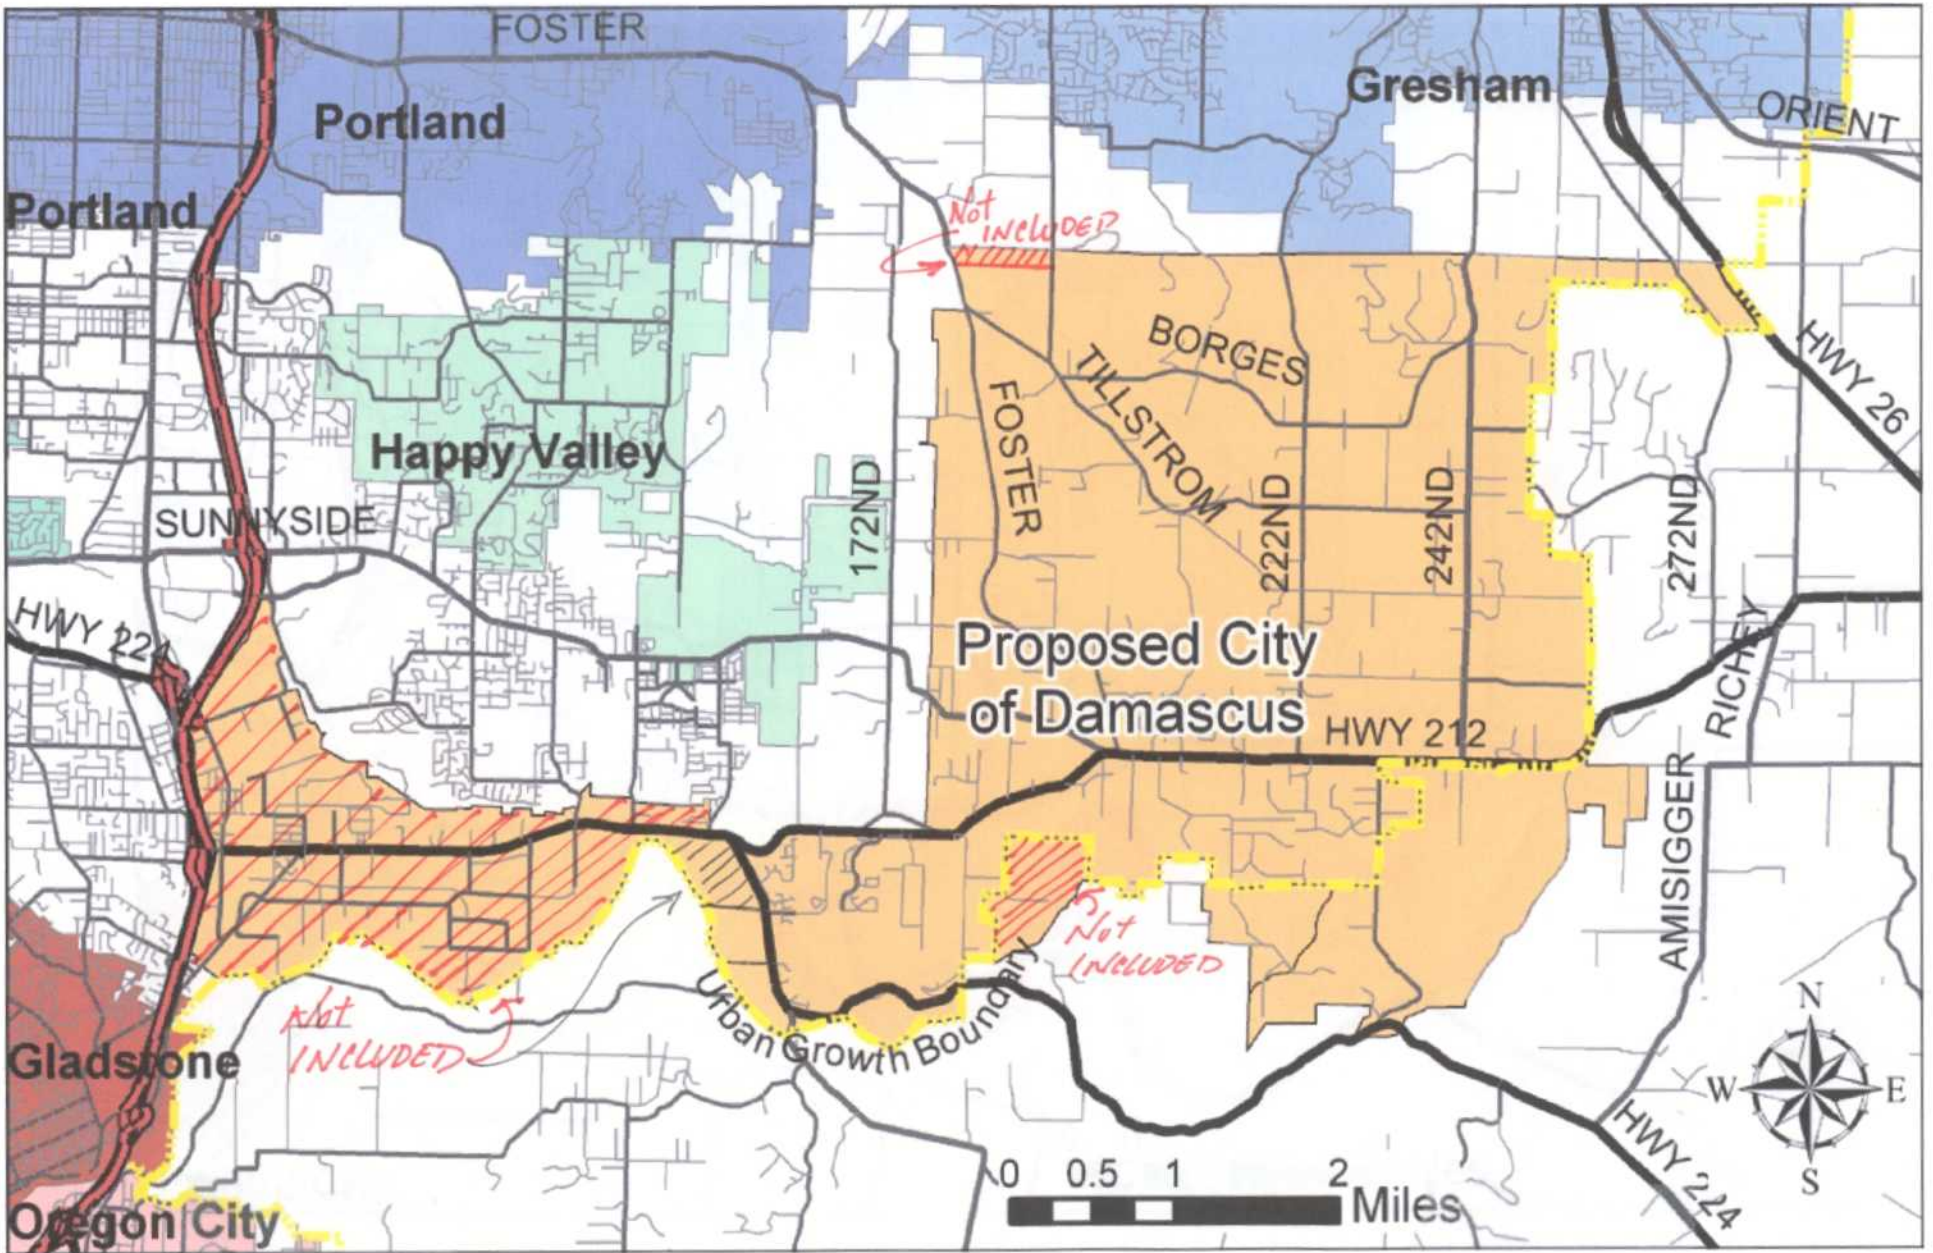 FOSTER
Portland
Gresham
ORIENT
Portland
Not
INCLUDED
BORGES
HWY 26
TILLSTROM
FOSTER
Happy Valley
172ND
222ND
242ND
272ND
SUNNYSIDE
HWY 224
Proposed City
of Damascus
HWY 212
RICHEY
AMISIGGER
Not
INCLUDED
Urban Growth Boundary
Not
INCLUDED
Gladstone
N
W
E
S
HWY 224
0 0.5 1 2
Miles
Oregon City